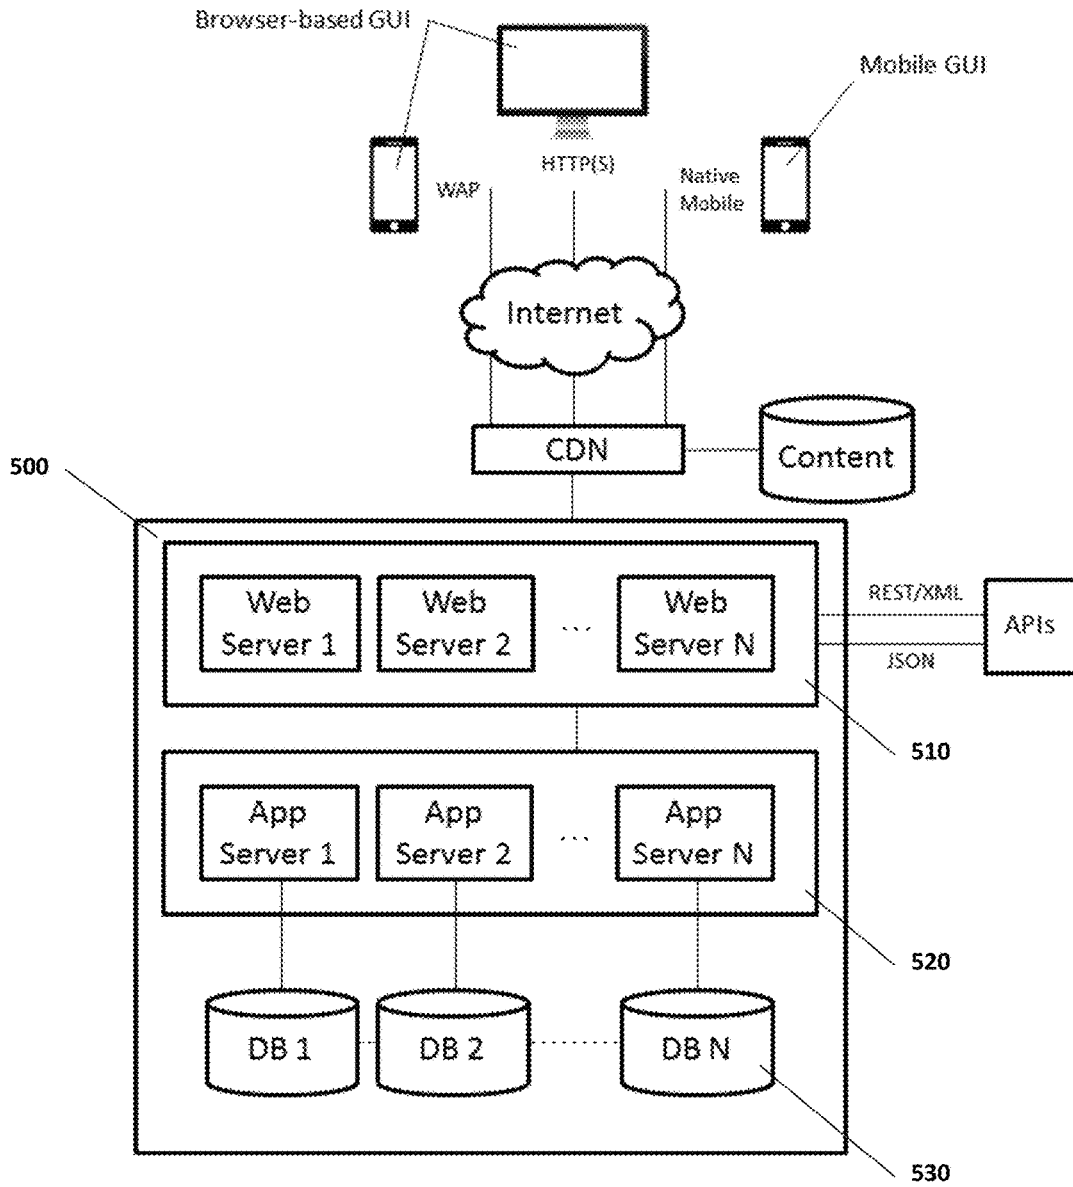 Browser-based GUI
Mobile GUI
HTTP(S)
WAP
Native
Mobile
Internet
CDN
Content
500
Web
Server 1
Web
Server 2
...
Web
Server N
REST/XML
JSON
APIs
510
App
Server 1
App
Server 2
...
App
Server N
520
DB 1
DB 2
DB N
530